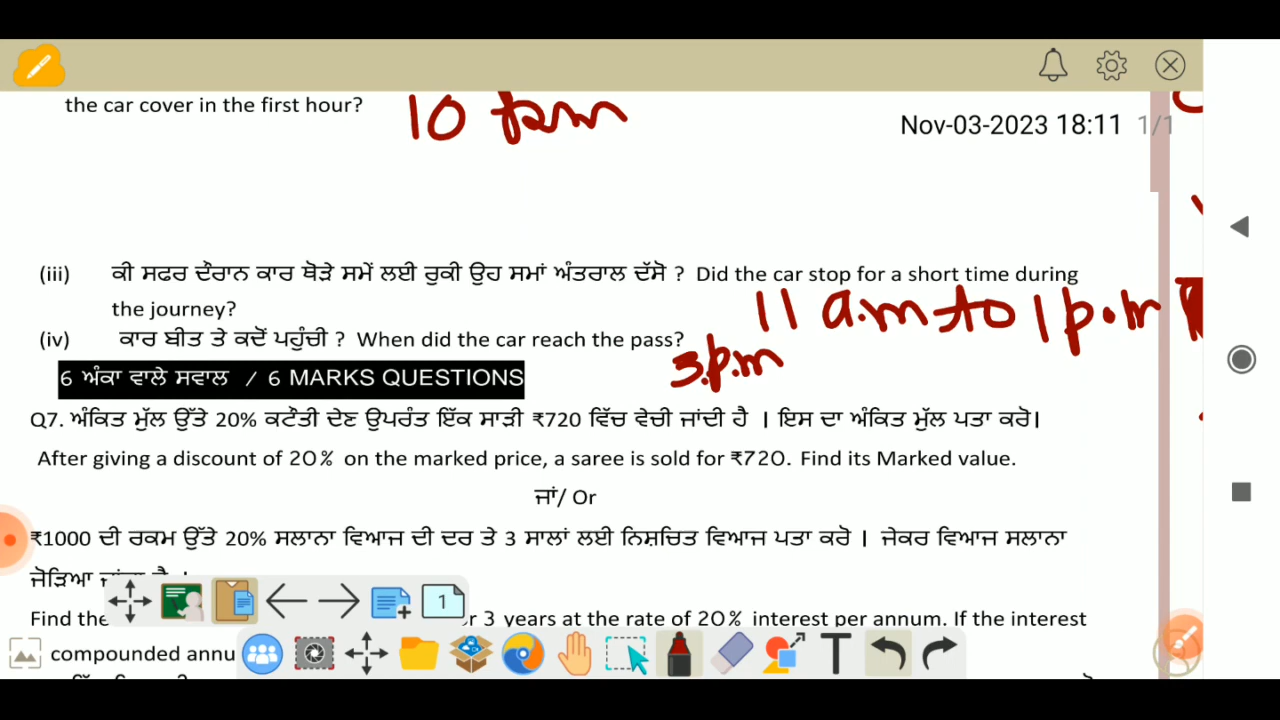 the car cover in the first hour?
10 km
Nov-03-2023 18:11 1/1
(iii) ਕੀ ਸਫਰ ਦੌਰਾਨ ਕਾਰ ਥੋੜੇ ਸਮੇਂ ਲਈ ਰੁਕੀ ਉਹ ਸਮਾਂ ਅੰਤਰਾਲ ਦੱਸੋ ? Did the car stop for a short time during
the journey?
11 a.m to 1 p.m
(iv) ਕਾਰ ਬੀਤ ਤੇ ਕਦੋਂ ਪਹੁੰਚੀ ? When did the car reach the pass?
3.p.m
6 ਅੰਕਾ ਵਾਲੇ ਸਵਾਲ / 6 MARKS QUESTIONS
Q7. ਅੰਕਿਤ ਮੁੱਲ ਉੱਤੇ 20% ਕਟੌਤੀ ਦੇਣ ਉਪਰੰਤ ਇੱਕ ਸਾੜੀ ₹720 ਵਿੱਚ ਵੇਚੀ ਜਾਂਦੀ ਹੈ । ਇਸ ਦਾ ਅੰਕਿਤ ਮੁੱਲ ਪਤਾ ਕਰੋ।
After giving a discount of 20% on the marked price, a saree is sold for ₹720. Find its Marked value.
ਜਾਂ/ Or
₹1000 ਦੀ ਰਕਮ ਉੱਤੇ 20% ਸਲਾਨਾ ਵਿਆਜ ਦੀ ਦਰ ਤੇ 3 ਸਾਲਾਂ ਲਈ ਨਿਸ਼ਚਿਤ ਵਿਆਜ ਪਤਾ ਕਰੋ । ਜੇਕਰ ਵਿਆਜ ਸਲਾਨਾ
ਜੋੜਿਆ
1
Find the 3 years at the rate of 20% interest per annum. If the interest
compounded annu
T